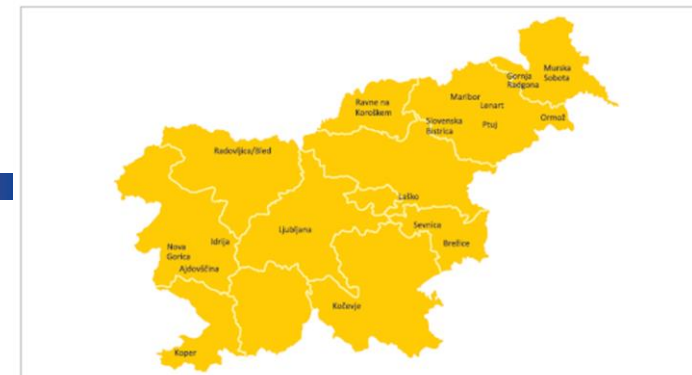 Murska
Sobota
Gornja
Radgona
Maribor
Lenart
Ravne na
Koroškem
Ormož
Slovenska
Bistrica
Ptuj
Radovljica/Bled
Laško
Sevnica
Ljubljana
Idrija
Brežice
Nova
Gorica
Ajdovščina
Kočevje
Koper